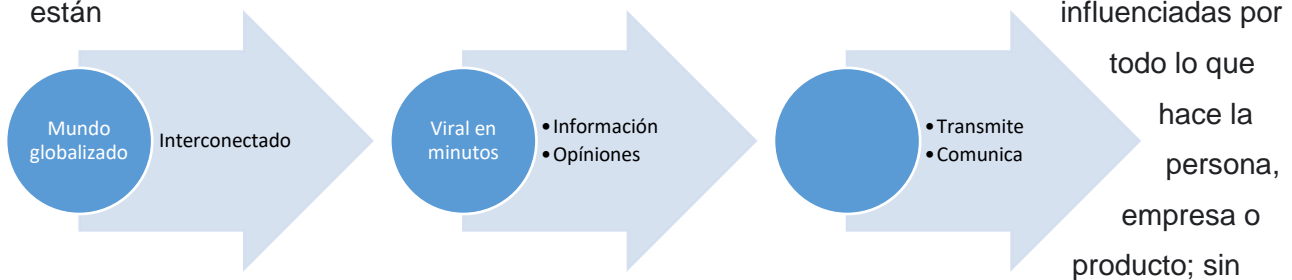 están
Mundo
globalizado
Interconectado
Viral en
minutos
•Información
•Opíniones
•Transmite
•Comunica
influenciadas por
todo lo que
hace la
persona,
empresa o
producto; sin